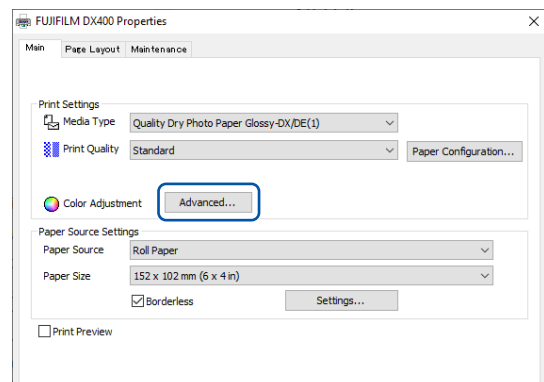 FUJIFILM DX400 Properties
Main Page Layout Maintenance
Print Settings
Media Type Quality Dry Photo Paper Glossy-DX/DE(1)
Print Quality Standard Paper Configuration...
Color Adjustment Advanced...
Paper Source Settings
Paper Source Roll Paper
Paper Size 152 x 102 mm (6 x 4 in)
Borderless Settings...
Print Preview